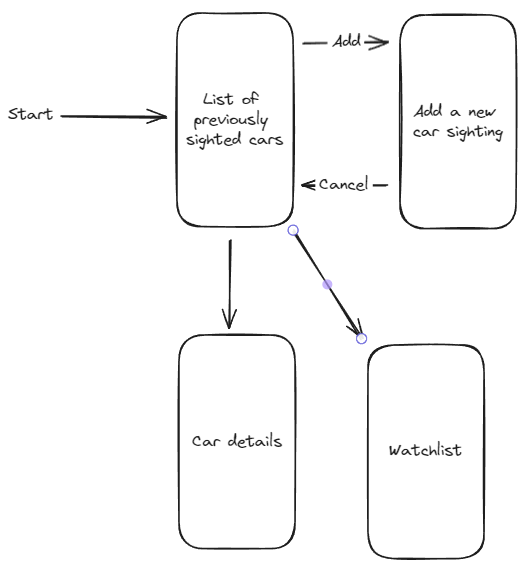 Add
List of
previously
sighted cars
Start
Add a new
car sighting
Cancel
Car details
Watchlist